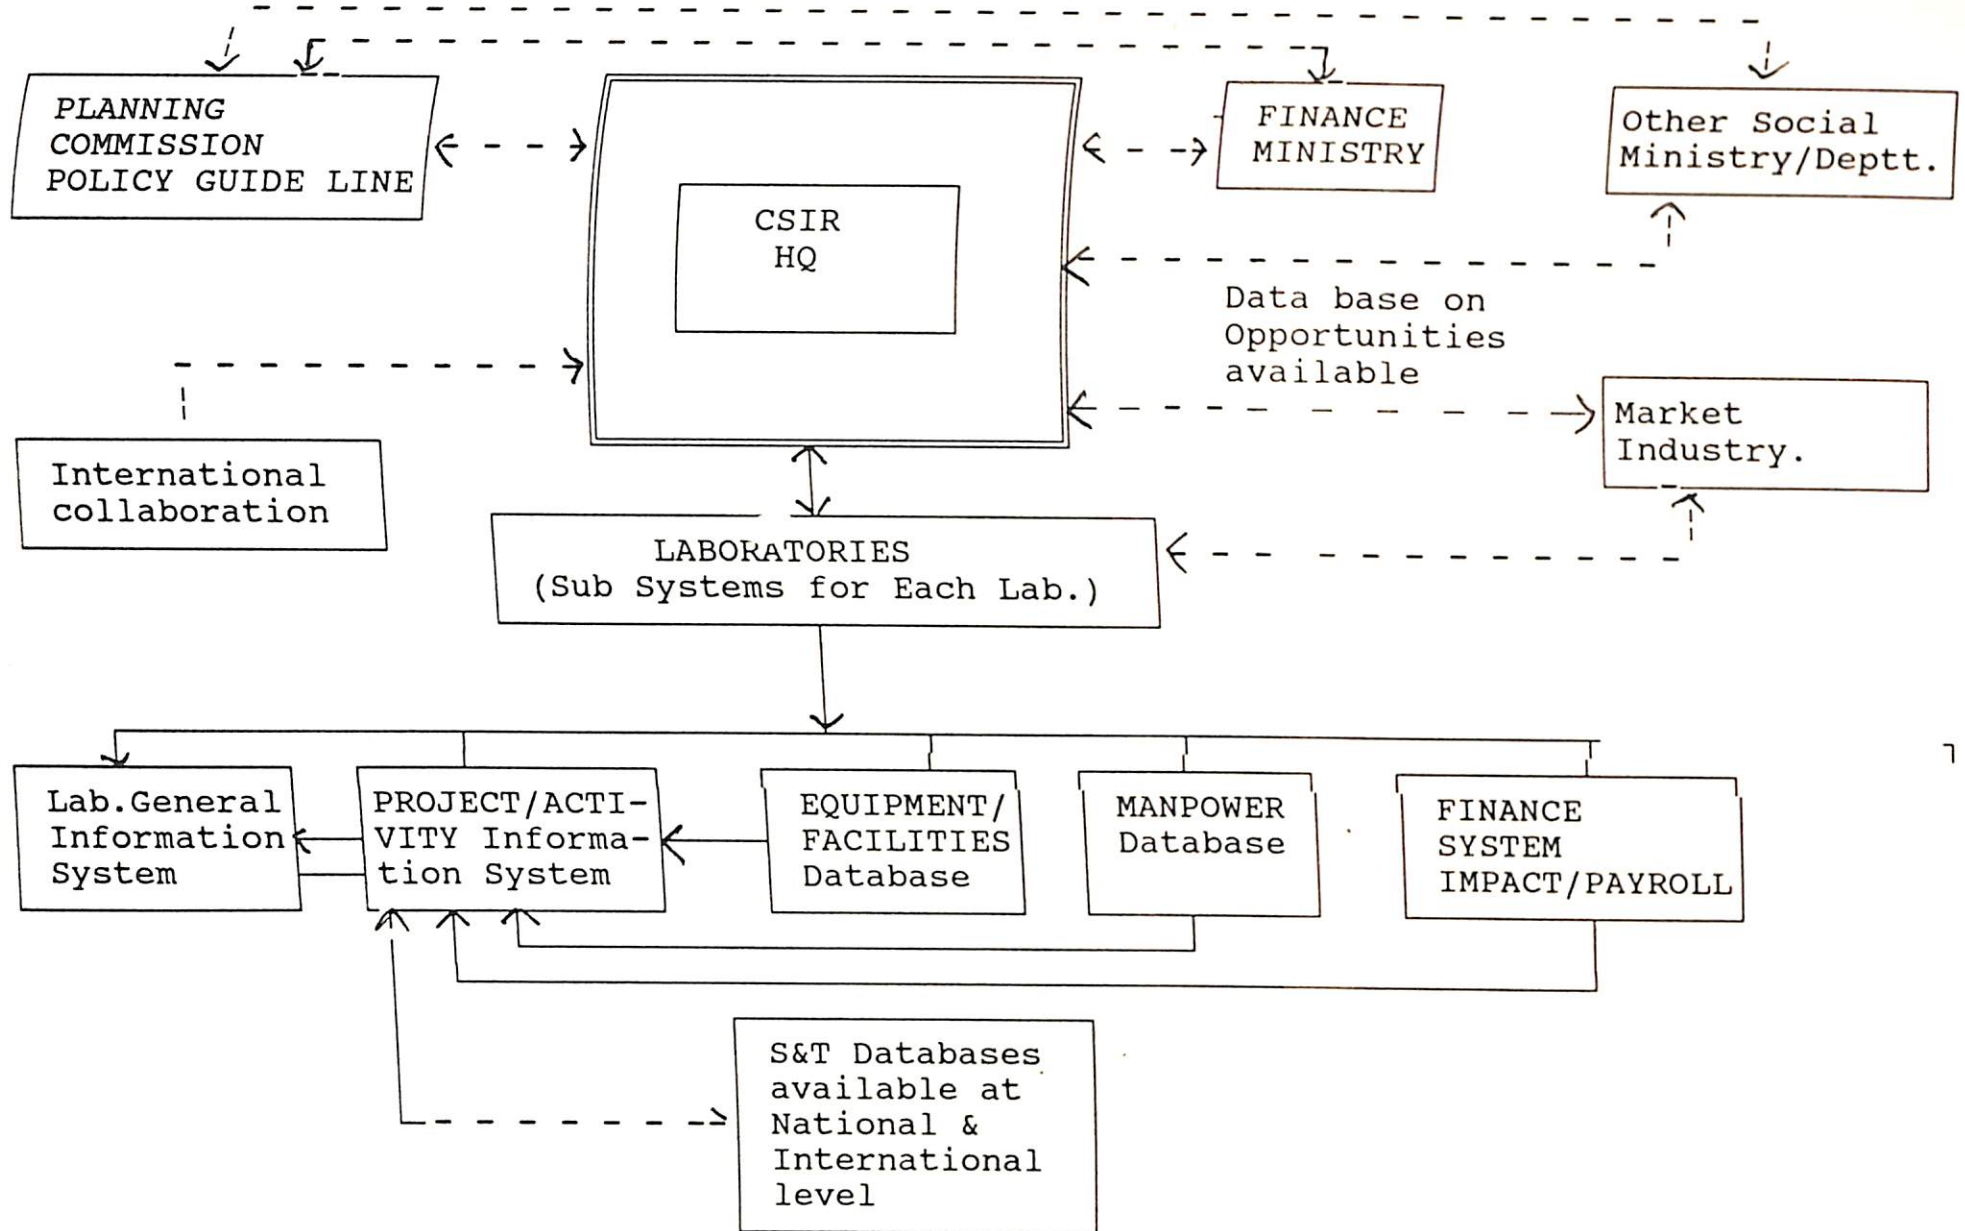 PLANNING
COMMISSION
POLICY GUIDE LINE
CSIR
HQ
FINANCE
MINISTRY
Other Social
Ministry/Deptt.
Data base on
Opportunities
available
Market
Industry.
International
collaboration
LABORATORIES
(Sub Systems for Each Lab.)
Lab.General
Information
System
PROJECT/ACTI-
VITY Informa-
tion System
EQUIPMENT/
FACILITIES
Database
MANPOWER
Database
FINANCE
SYSTEM
IMPACT/PAYROLL
S&T Databases
available at
National &
International
level